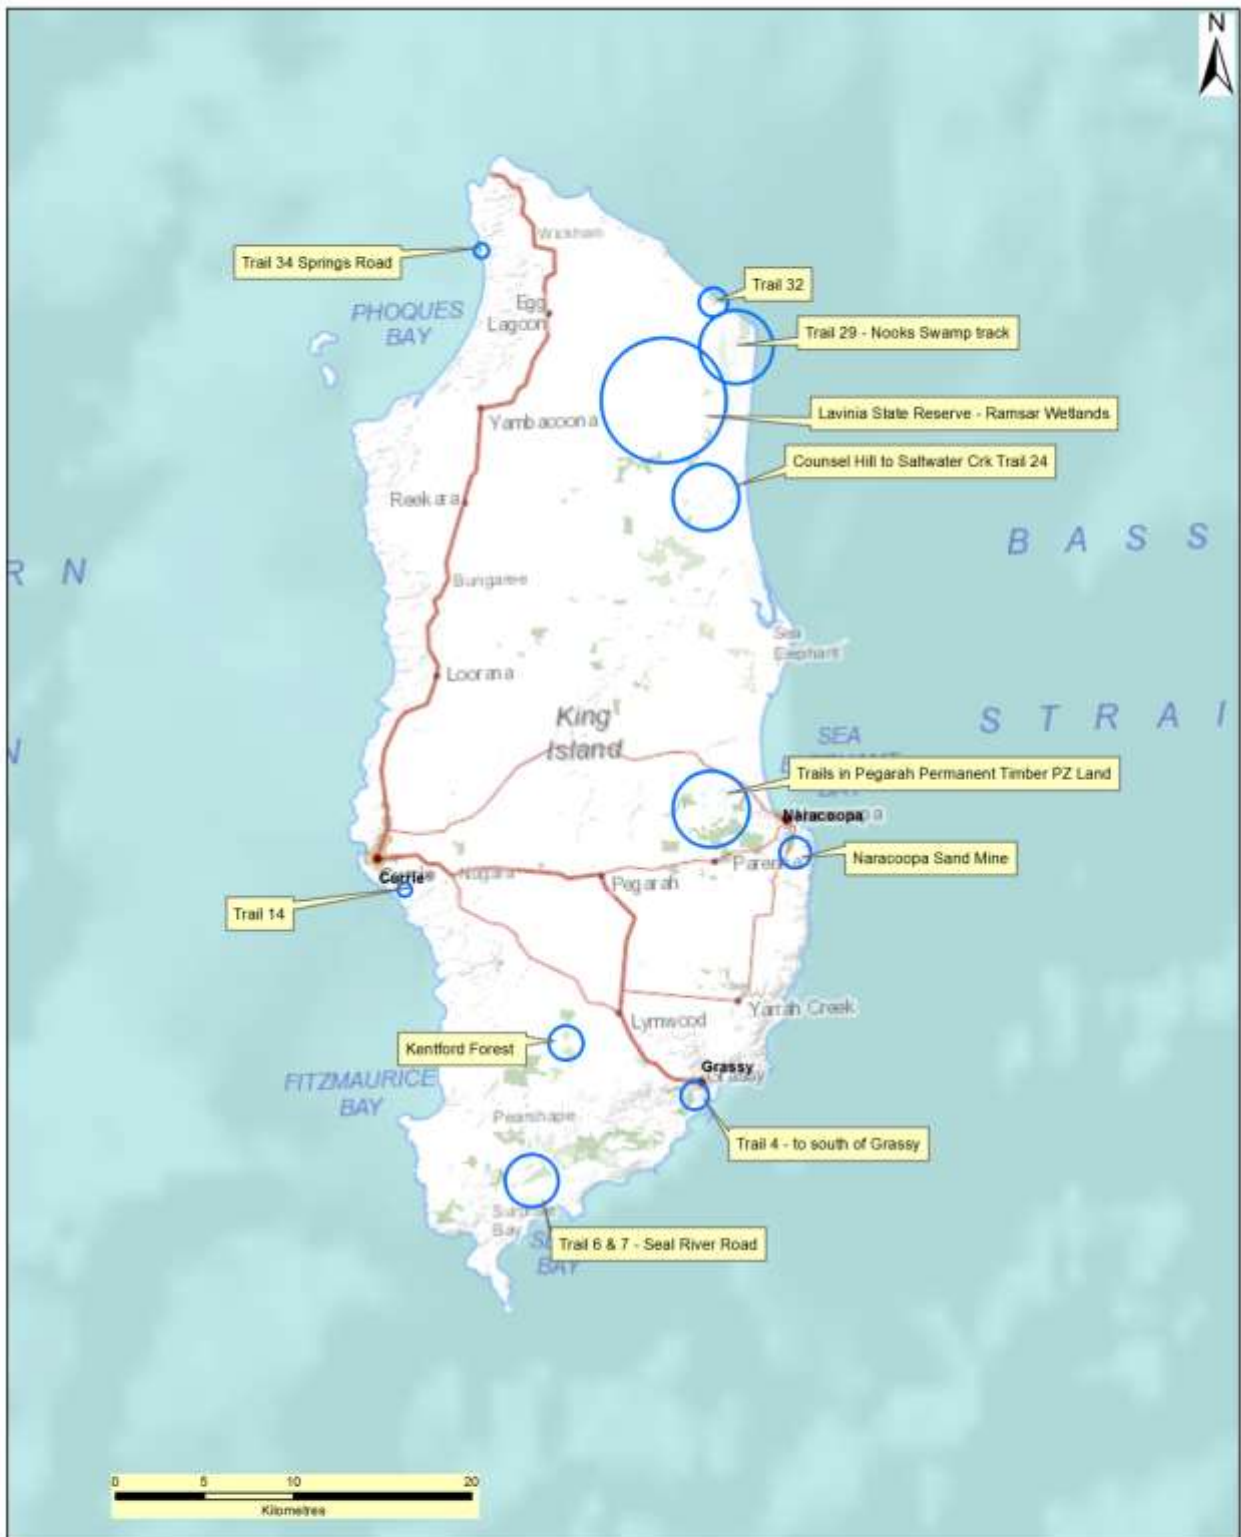 N
Wickham
Trail 34 Springs Road
Trail 32
PHOQUES
BAY
Egg
Lagoon
Trail 29 - Nooks Swamp track
Lavinia State Reserve - Ramsar Wetlands
Yambacoona
Counsel Hill to Saltwater Crk Trail 24
Reekara
B A S S
R N
Bungaree
Sea
Elephant
Loorana
King
Island
S T R A I
N
SEA
Trails in Pegarah Permanent Timber PZ Land
Naracoopa
Naracoopa Sand Mine
Currie
Nugara
Pegarah
Trail 14
Yarrah Creek
Lymwood
Kentford Forest
Grassy
Grassy
FITZMAURICE
BAY
Pearshape
Trail 4 - to south of Grassy
Bay
Trail 6 & 7 - Seal River Road
BAY
0 5 10 20
Kilometres